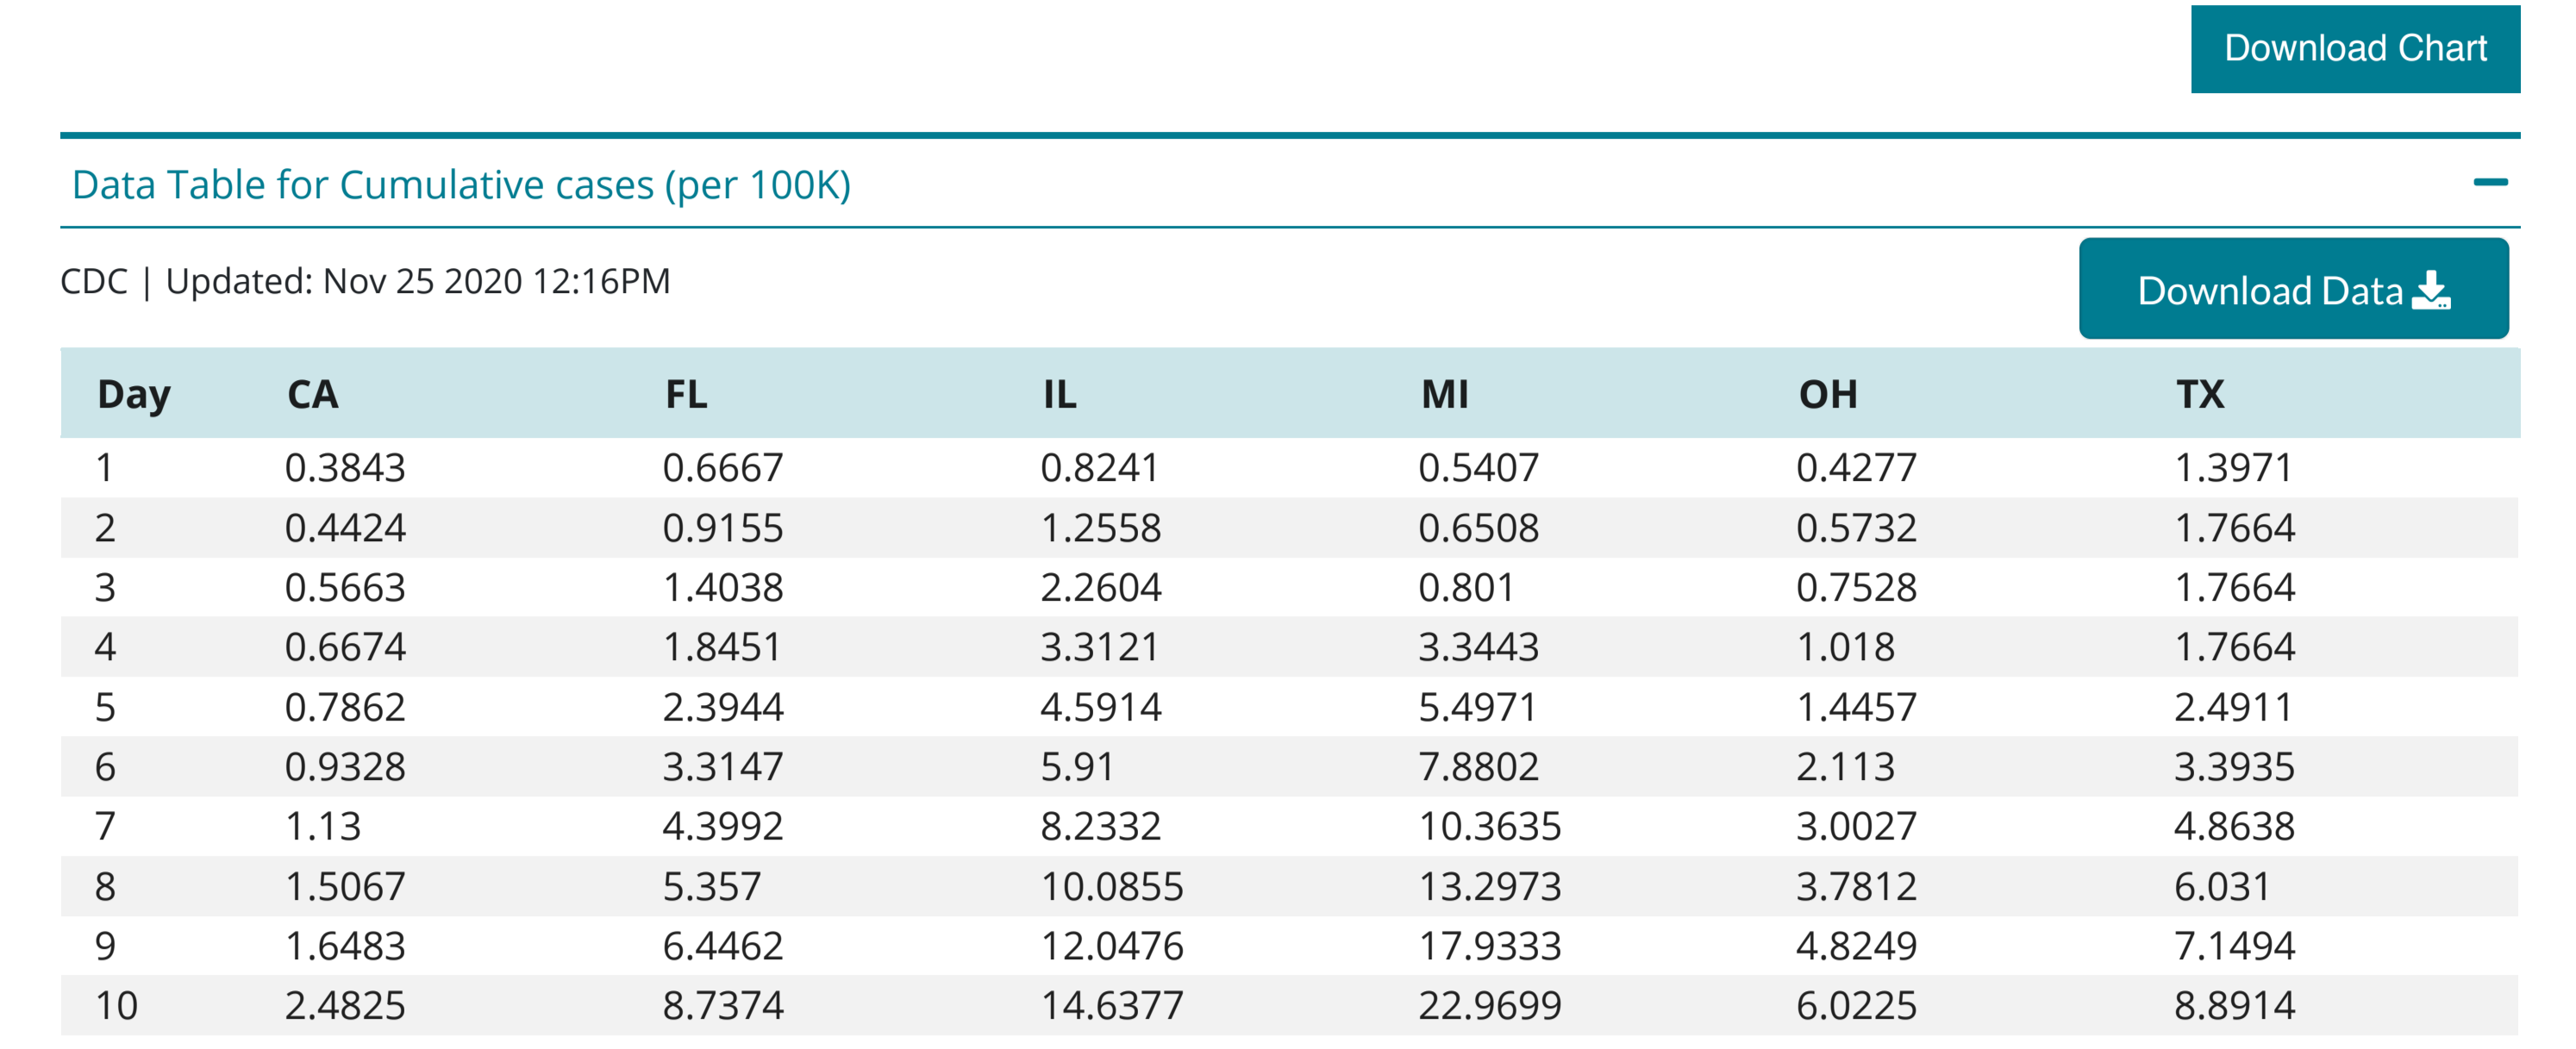 Download Chart
Data Table for Cumulative cases (per 100K)
CDC | Updated: Nov 25 2020 12:16PM
Download Data
Day CA FL IL MI OH TX
1 0.3843 0.6667 0.8241 0.5407 0.4277 1.3971
2 0.4424 0.9155 1.2558 0.6508 0.5732 1.7664
3 0.5663 1.4038 2.2604 0.801 0.7528 1.7664
4 0.6674 1.8451 3.3121 3.3443 1.018 1.7664
5 0.7862 2.3944 4.5914 5.4971 1.4457 2.4911
6 0.9328 3.3147 5.91 7.8802 2.113 3.3935
7 1.13 4.3992 8.2332 10.3635 3.0027 4.8638
8 1.5067 5.357 10.0855 13.2973 3.7812 6.031
9 1.6483 6.4462 12.0476 17.9333 4.8249 7.1494
10 2.4825 8.7374 14.6377 22.9699 6.0225 8.8914